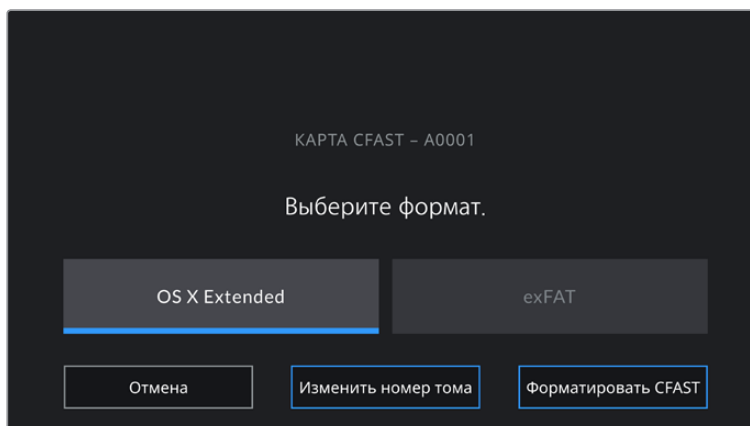 КАРТА CFAST – A0001
Выберите формат.
OS X Extended
exFAT
Отмена
Изменить номер тома
Форматировать CFAST